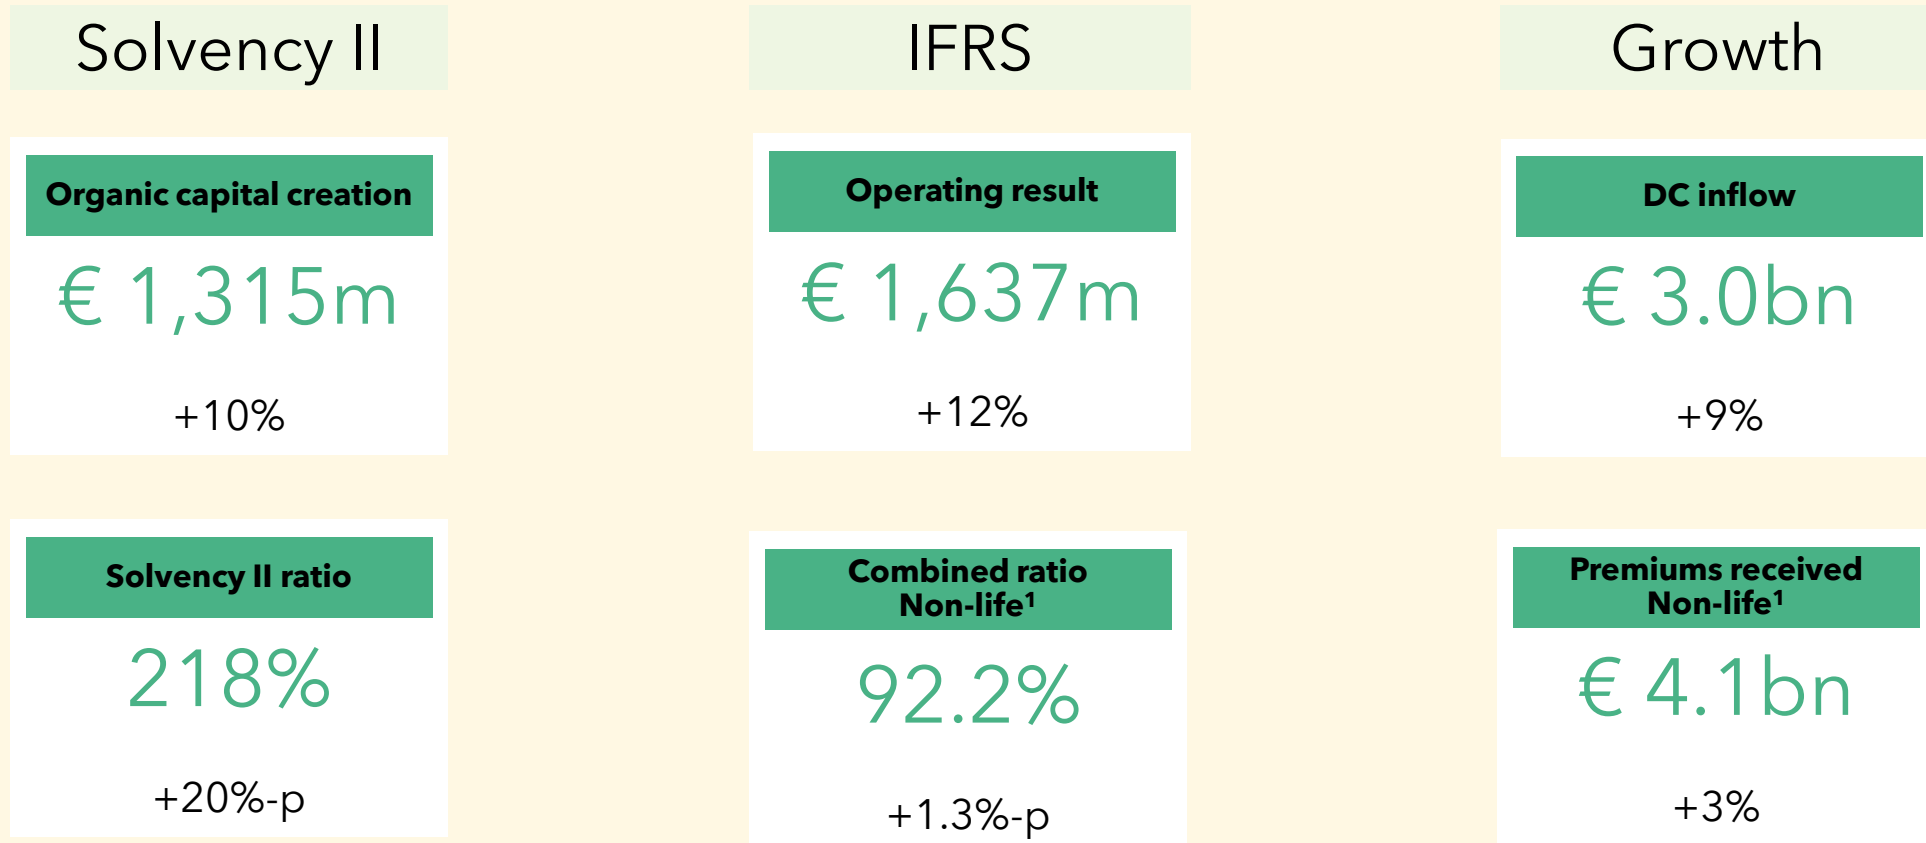 Solvency II
IFRS
Growth
Organic capital creation
€ 1,315m
+10%
Operating result
€ 1,637m
+12%
DC inflow
€ 3.0bn
+9%
Solvency II ratio
218%
+20%-p
Combined ratio
Non-life¹
92.2%
+1.3%-p
Premiums received
Non-life¹
€ 4.1bn
+3%